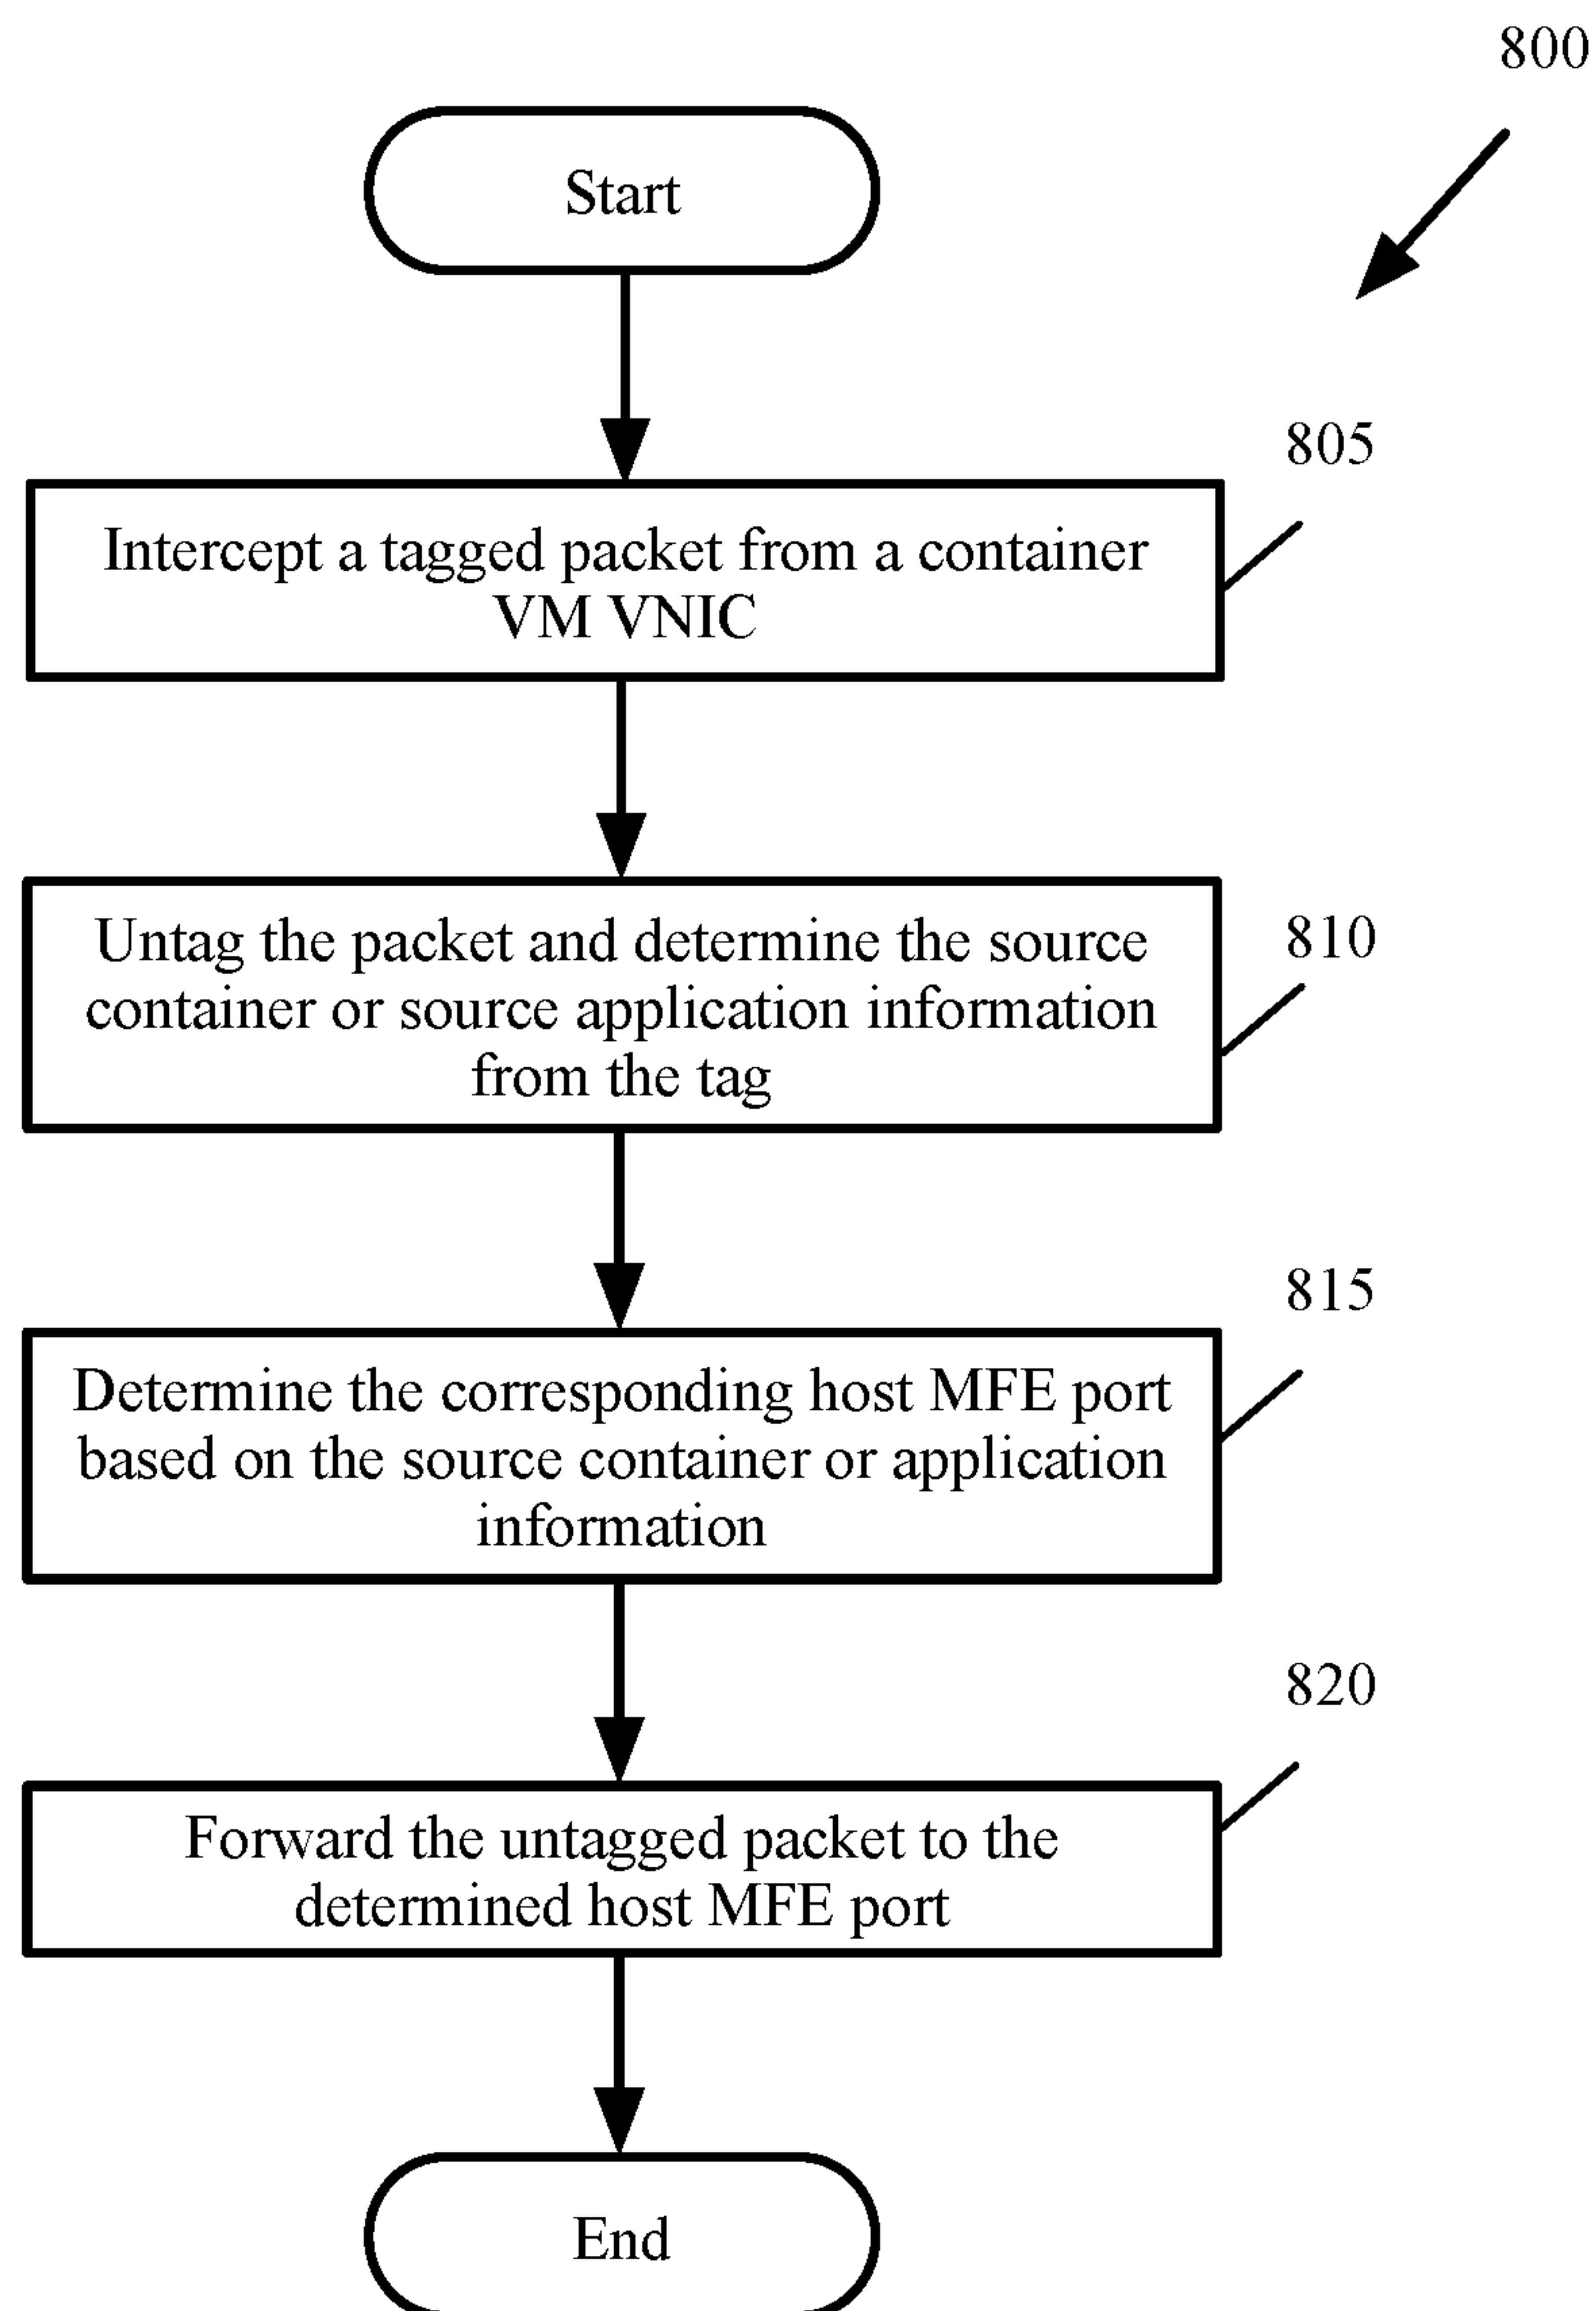 800
Start
805
Intercept a tagged packet from a container
VM VNIC
810
Untag the packet and determine the source
container or source application information
from the tag
815
Determine the corresponding host MFE port
based on the source container or application
information
820
Forward the untagged packet to the
determined host MFE port
End